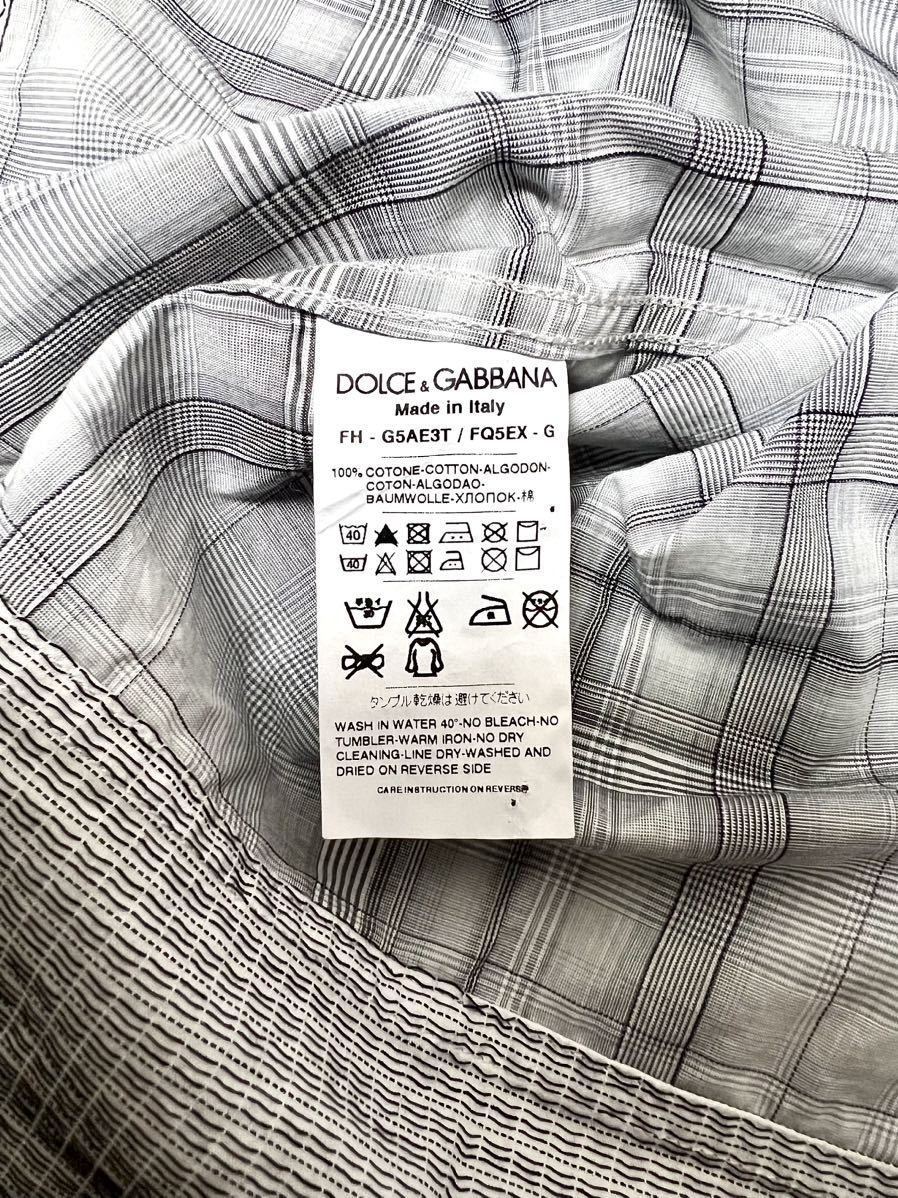 DOLCE & GABBANA
Made in Italy
FH - G5AE3T / FQ5EX - G
100% COTONE-COTTON-ALGODON-
COTON-ALGODAO-
BAUMWOLLE-ХЛОПОК-棉
40
40
タンブル乾燥は避けてください
WASH IN WATER 40°-NO BLEACH-NO
TUMBLER-WARM IRON-NO DRY
CLEANING-LINE DRY-WASHED AND
DRIED ON REVERSE SIDE
CARE INSTRUCTION ON REVERSE